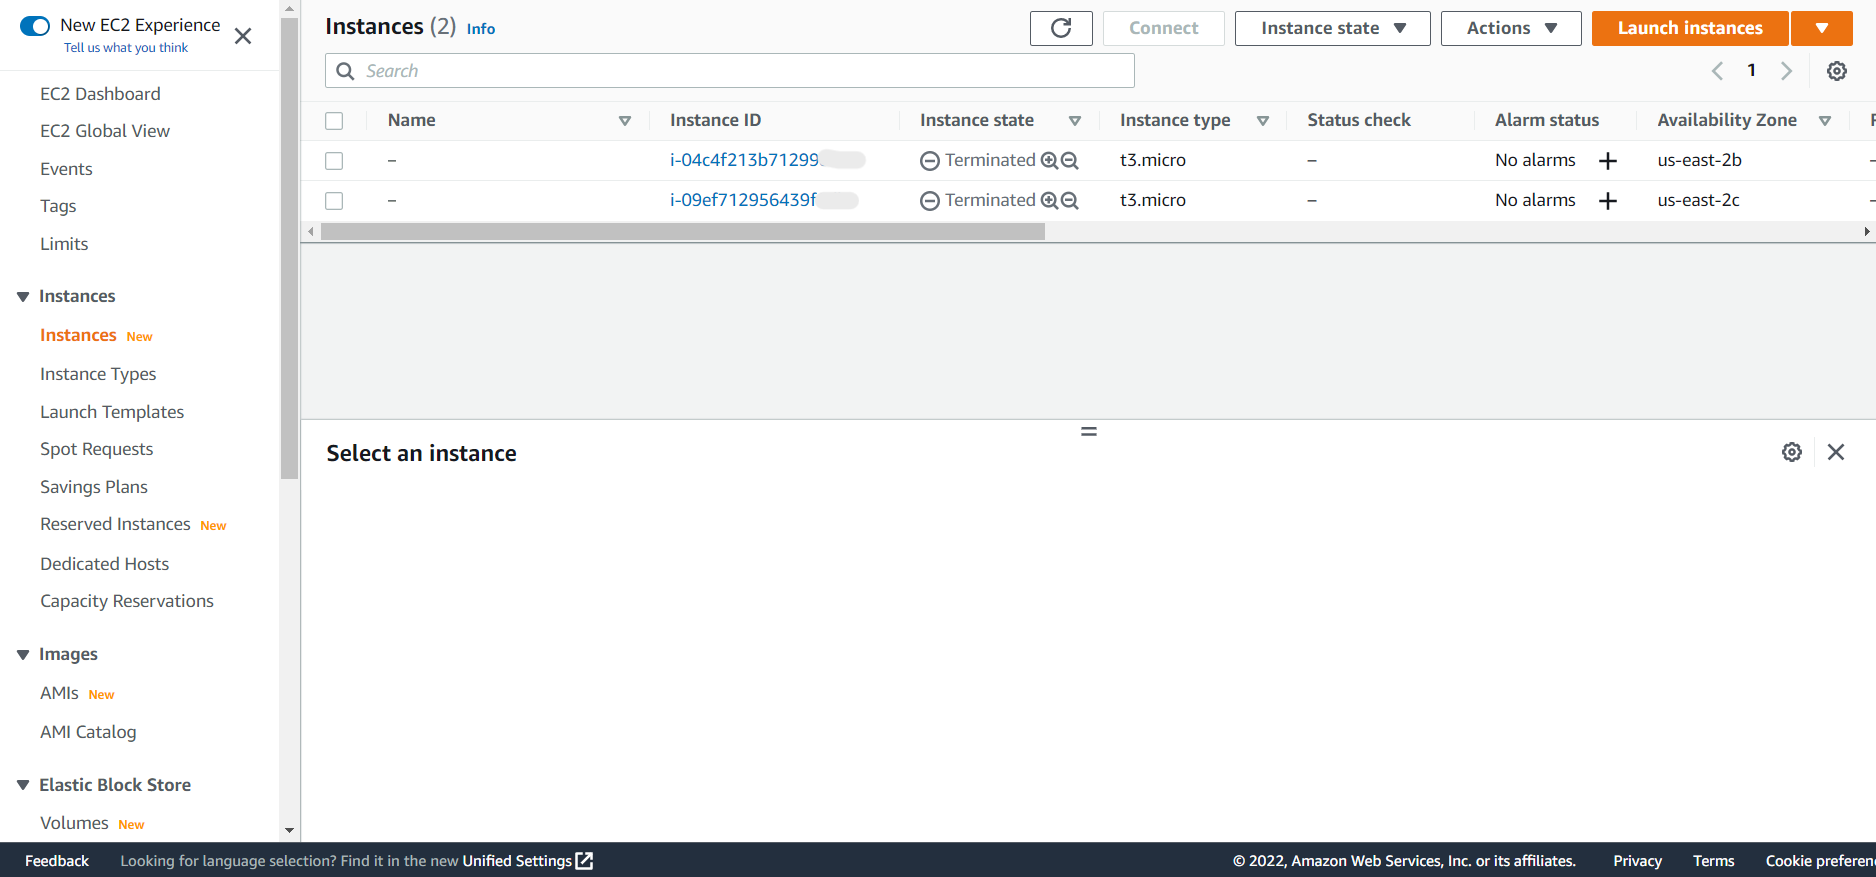 New EC2 Experience
Tell us what you think
EC2 Dashboard
EC2 Global View
Events
Tags
Limits
Instances
Instances New
Instance Types
Launch Templates
Spot Requests
Savings Plans
Reserved Instances New
Dedicated Hosts
Capacity Reservations
Images
AMIs New
AMI Catalog
Elastic Block Store
Volumes New
Instances (2) Info
Connect
Instance state
Actions
Launch instances
Search
1
Name Instance ID Instance state Instance type Status check Alarm status Availability Zone
– i-04c4f213b71299 Terminated t3.micro – No alarms + us-east-2b
– i-09ef712956439f Terminated t3.micro – No alarms + us-east-2c
Select an instance
Feedback Looking for language selection? Find it in the new Unified Settings © 2022, Amazon Web Services, Inc. or its affiliates. Privacy Terms Cookie preferen